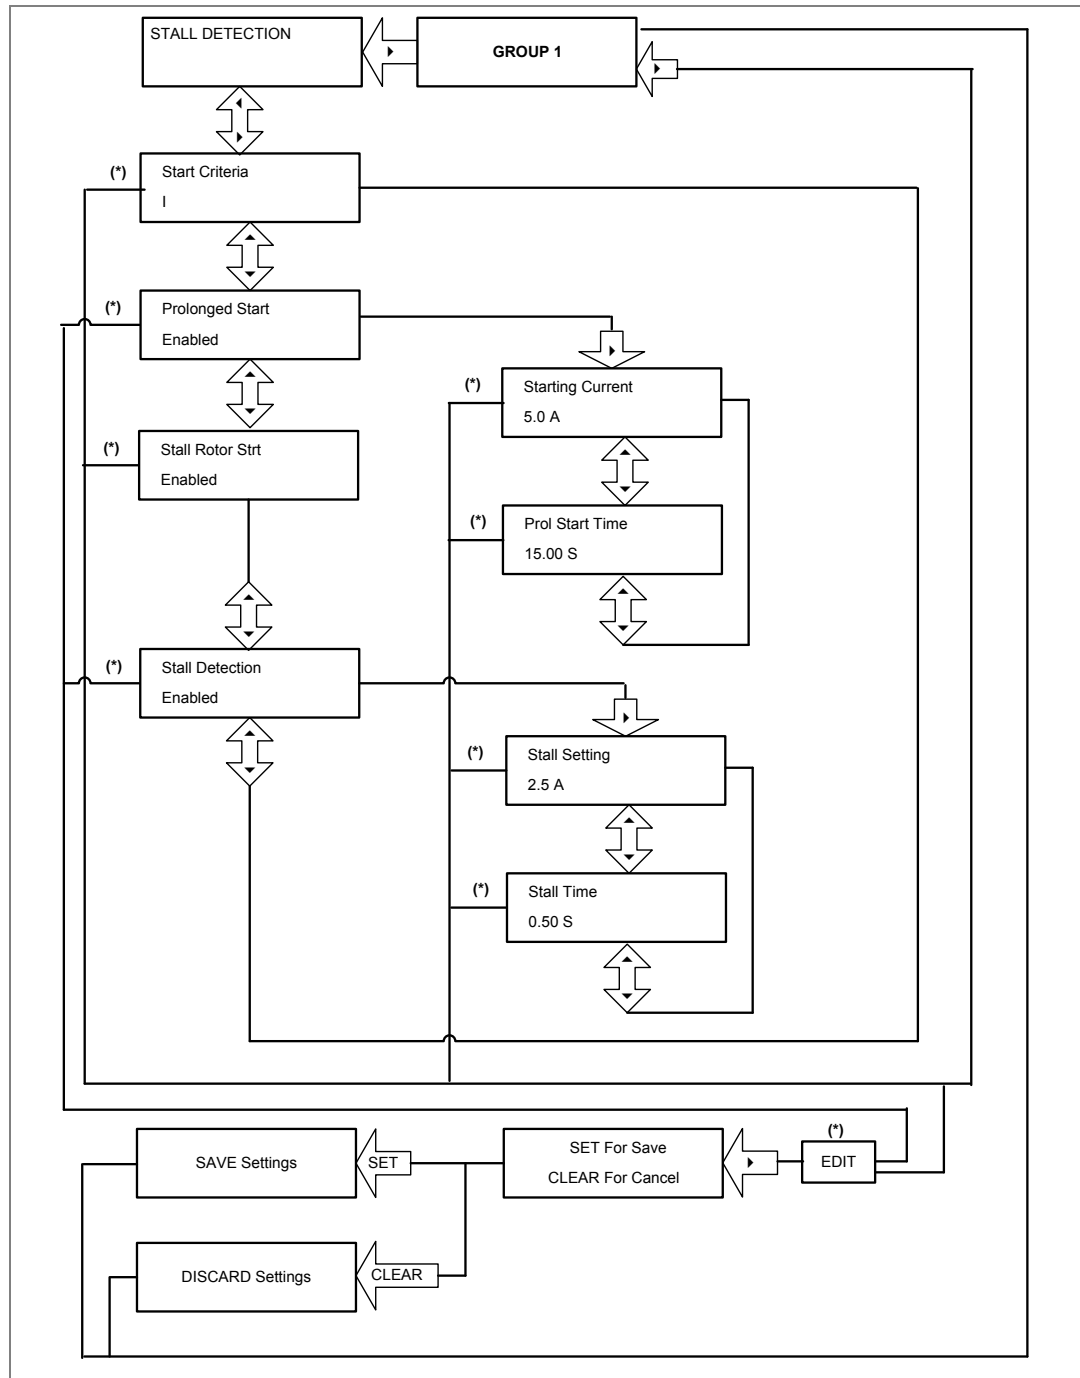 STALL DETECTION
GROUP 1
(*)
Start Criteria
I
(*)
Prolonged Start
Enabled
(*)
Starting Current
5.0 A
(*)
Stall Rotor Strt
Enabled
(*)
Prol Start Time
15.00 S
(*)
Stall Detection
Enabled
(*)
Stall Setting
2.5 A
(*)
Stall Time
0.50 S
(*)
EDIT
SET For Save
CLEAR For Cancel
SET
SAVE Settings
CLEAR
DISCARD Settings